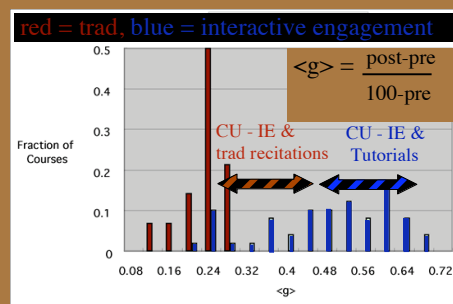 red = trad, blue = interactive engagement
<g> = post-pre
100-pre
0.5
0.4
0.3
0.2
0.1
0
Fraction of
Courses
CU - IE &
trad recitations
CU - IE &
Tutorials
0.08 0.16 0.24 0.32 0.4 0.48 0.56 0.64 0.72
<g>